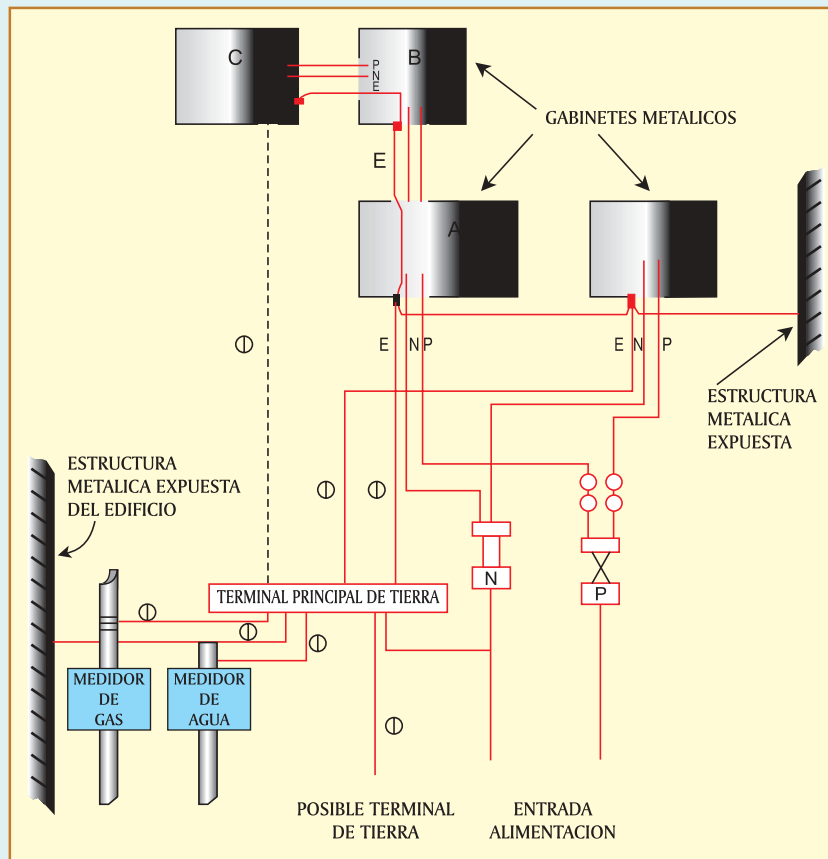 C
B
P
N
E
GABINETES METALICOS
E
A
E
N
P
E
N
P
ESTRUCTURA
METALICA
EXPUESTA
ESTRUCTURA
METALICA EXPUESTA
DEL EDIFICIO
N
P
TERMINAL PRINCIPAL DE TIERRA
MEDIDOR
DE
GAS
MEDIDOR
DE
AGUA
POSIBLE TERMINAL
DE TIERRA
ENTRADA
ALIMENTACION